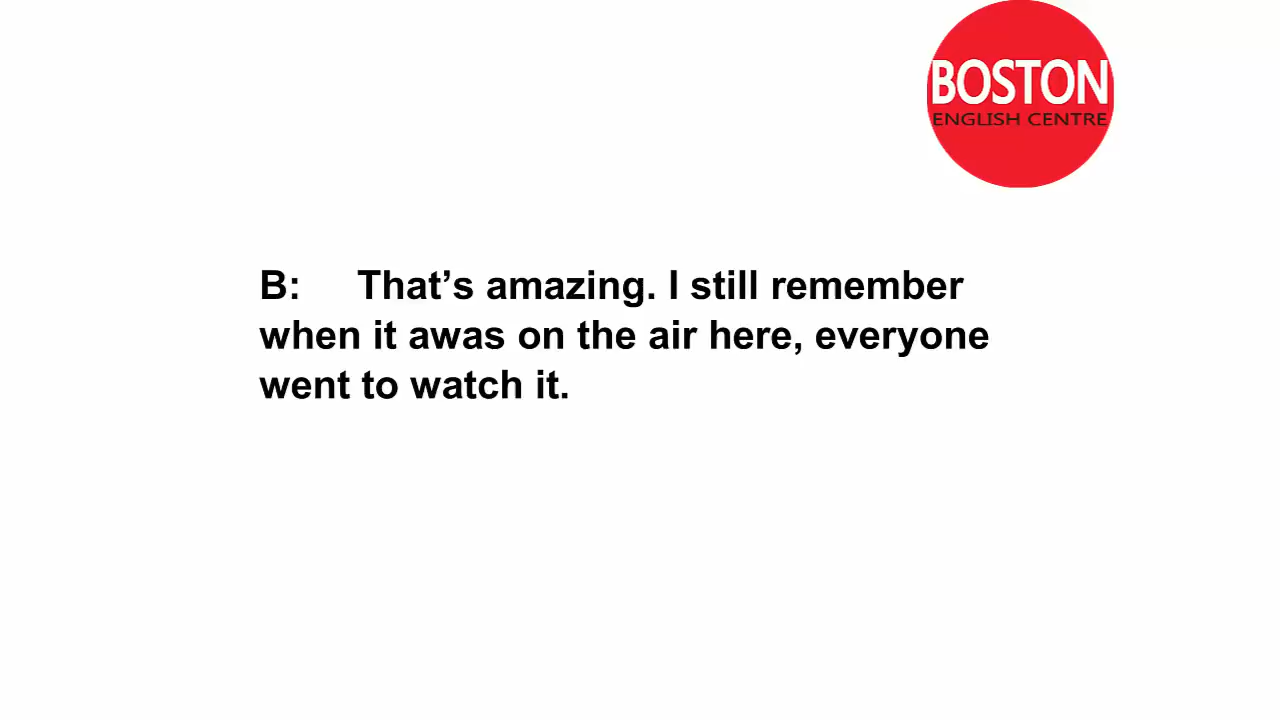 BOSTON
ENGLISH CENTRE
B: That’s amazing. I still remember
when it awas on the air here, everyone
went to watch it.